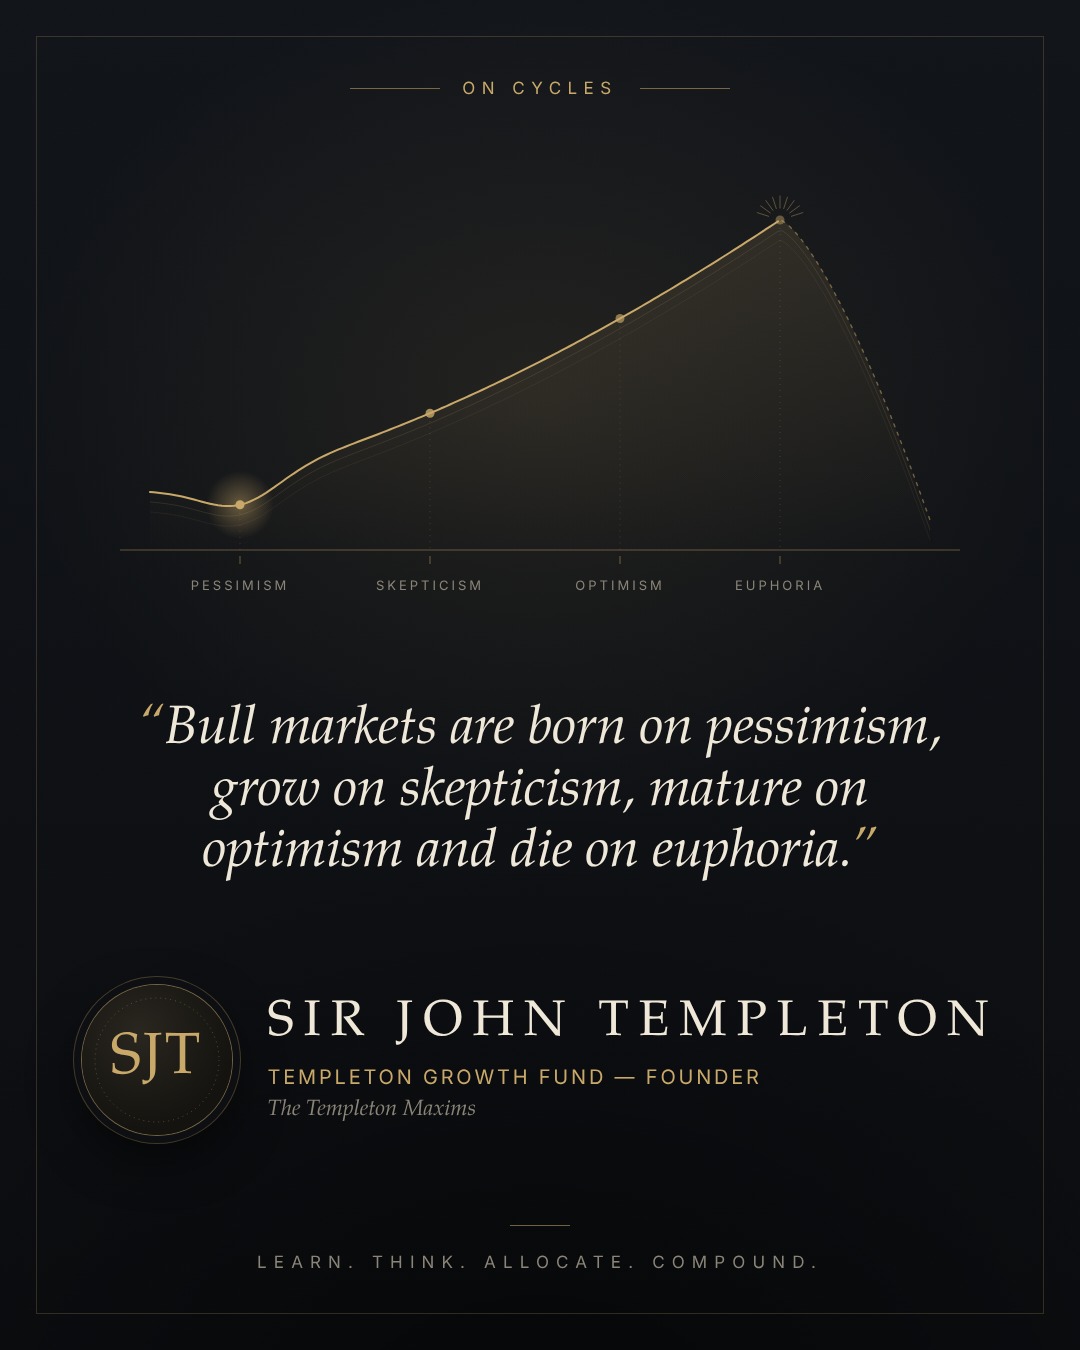 ON CYCLES
PESSIMISM SKEPTICISM OPTIMISM EUPHORIA
“Bull markets are born on pessimism,
grow on skepticism, mature on
optimism and die on euphoria.”
SJT
SIR JOHN TEMPLETON
TEMPLETON GROWTH FUND — FOUNDER
The Templeton Maxims
LEARN. THINK. ALLOCATE. COMPOUND.